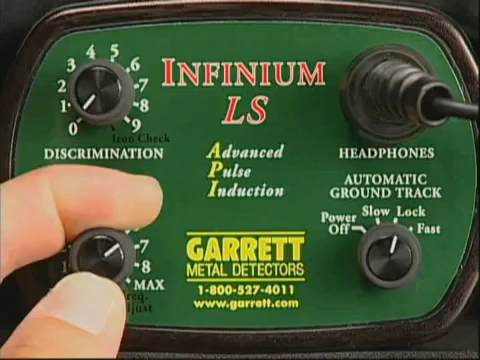 INFINIUM
LS
Advanced
Pulse
Induction
0 1 2 3 4 5 6 7 8 9
Iron Check
DISCRIMINATION
HEADPHONES
AUTOMATIC
GROUND TRACK
Power
Off
Slow
Lock
Fast
7
8
MAX
GARRETT
METAL DETECTORS
1-800-527-4011
www.garrett.com